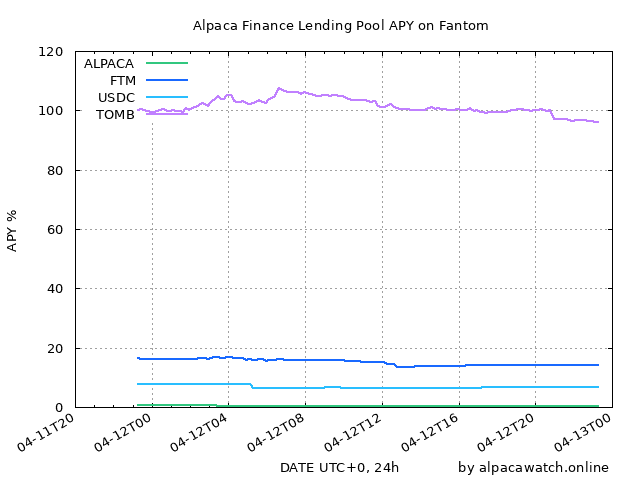 Alpaca Finance Lending Pool APY on Fantom
120
100
80
60
40
20
0
APY %
ALPACA
FTM
USDC
TOMB
04-11T20
04-12T00
04-12T04
04-12T08
04-12T12
04-12T16
04-12T20
04-13T00
DATE UTC+0, 24h
by alpacawatch.online